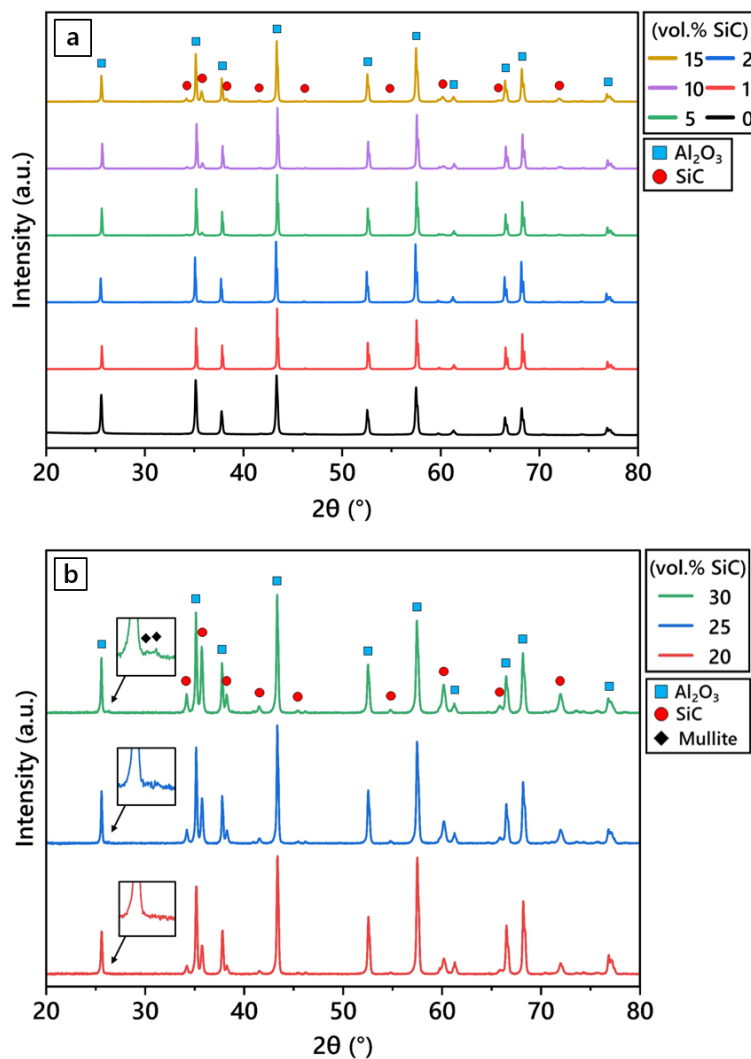 a
Intensity (a.u.)
20 30 40 50 60 70 80
2θ (°)
(vol.% SiC)
15 2
10 1
5 0
Al₂O₃
SiC
b
Intensity (a.u.)
20 30 40 50 60 70 80
2θ (°)
(vol.% SiC)
30
25
20
Al₂O₃
SiC
Mullite